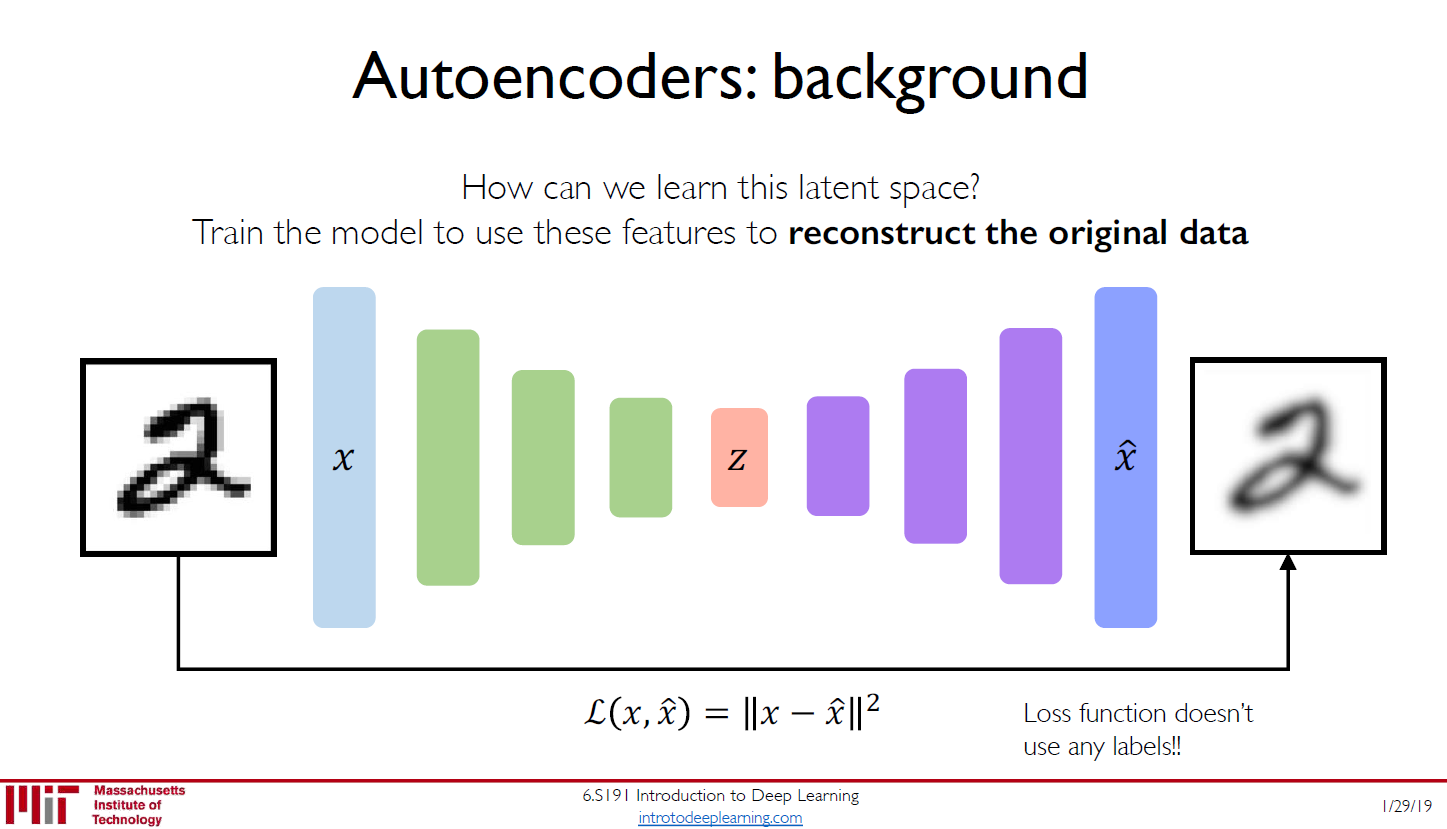 Autoencoders: background
How can we learn this latent space?
Train the model to use these features to reconstruct the original data
x
z
x̂
ℒ(x, x̂) = ‖x − x̂‖²
Loss function doesn't
use any labels!!
Massachusetts
Institute of
Technology
6.S191 Introduction to Deep Learning
introtodeeplearning.com
1/29/19